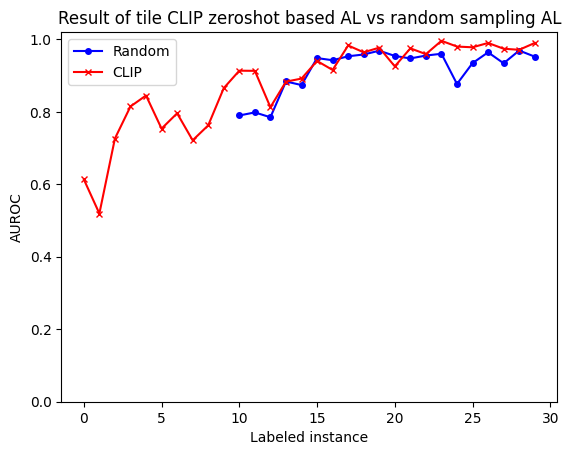 Result of tile CLIP zeroshot based AL vs random sampling AL
1.0
0.8
0.6
0.4
0.2
0.0
AUROC
Random
CLIP
0 5 10 15 20 25 30
Labeled instance